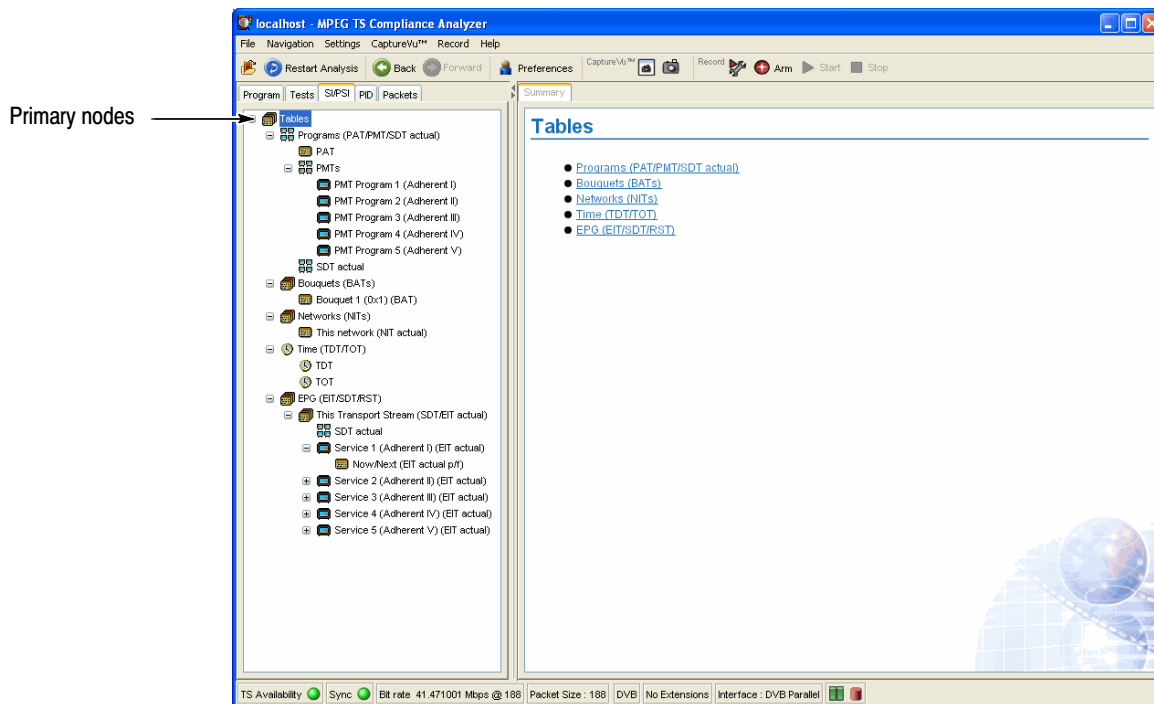 localhost - MPEG TS Compliance Analyzer
File Navigation Settings CaptureVu™ Record Help
Restart Analysis Back Forward Preferences CaptureVu™ Record Arm Start Stop
Program Tests SI/PSI PID Packets
Summary
Primary nodes
Tables
Programs (PAT/PMT/SDT actual)
PAT
PMTs
PMT Program 1 (Adherent I)
PMT Program 2 (Adherent II)
PMT Program 3 (Adherent III)
PMT Program 4 (Adherent IV)
PMT Program 5 (Adherent V)
SDT actual
Bouquets (BATs)
Bouquet 1 (0x1) (BAT)
Networks (NITs)
This network (NIT actual)
Time (TDT/TOT)
TDT
TOT
EPG (EIT/SDT/RST)
This Transport Stream (SDT/EIT actual)
SDT actual
Service 1 (Adherent I) (EIT actual)
Now/Next (EIT actual p/f)
Service 2 (Adherent II) (EIT actual)
Service 3 (Adherent III) (EIT actual)
Service 4 (Adherent IV) (EIT actual)
Service 5 (Adherent V) (EIT actual)
Tables
Programs (PAT/PMT/SDT actual)
Bouquets (BATs)
Networks (NITs)
Time (TDT/TOT)
EPG (EIT/SDT/RST)
TS Availability Sync Bit rate 41.471001 Mbps @ 188 Packet Size : 188 DVB No Extensions Interface : DVB Parallel